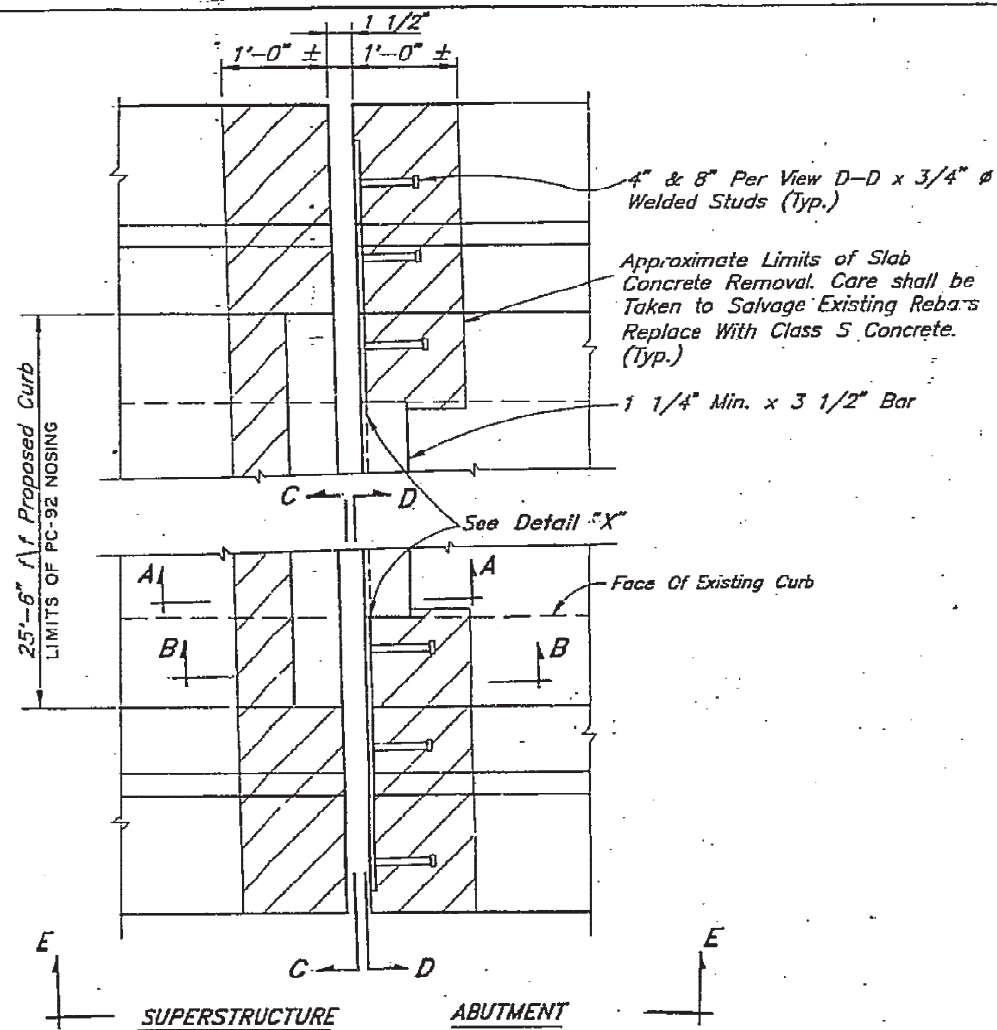 1 1/2"
1'-0" ± 1'-0" ±
4" & 8" Per View D-D x 3/4" ø
Welded Studs (Typ.)
Approximate Limits of Slab
Concrete Removal. Care shall be
Taken to Salvage Existing Rebars
Replace With Class S Concrete.
(Typ.)
1 1/4" Min. x 3 1/2" Bar
25'-6" f\f Proposed Curb
LIMITS OF PC-92 NOSING
C D
See Detail "X"
A A
Face Of Existing Curb
B B
E E
C D
SUPERSTRUCTURE ABUTMENT